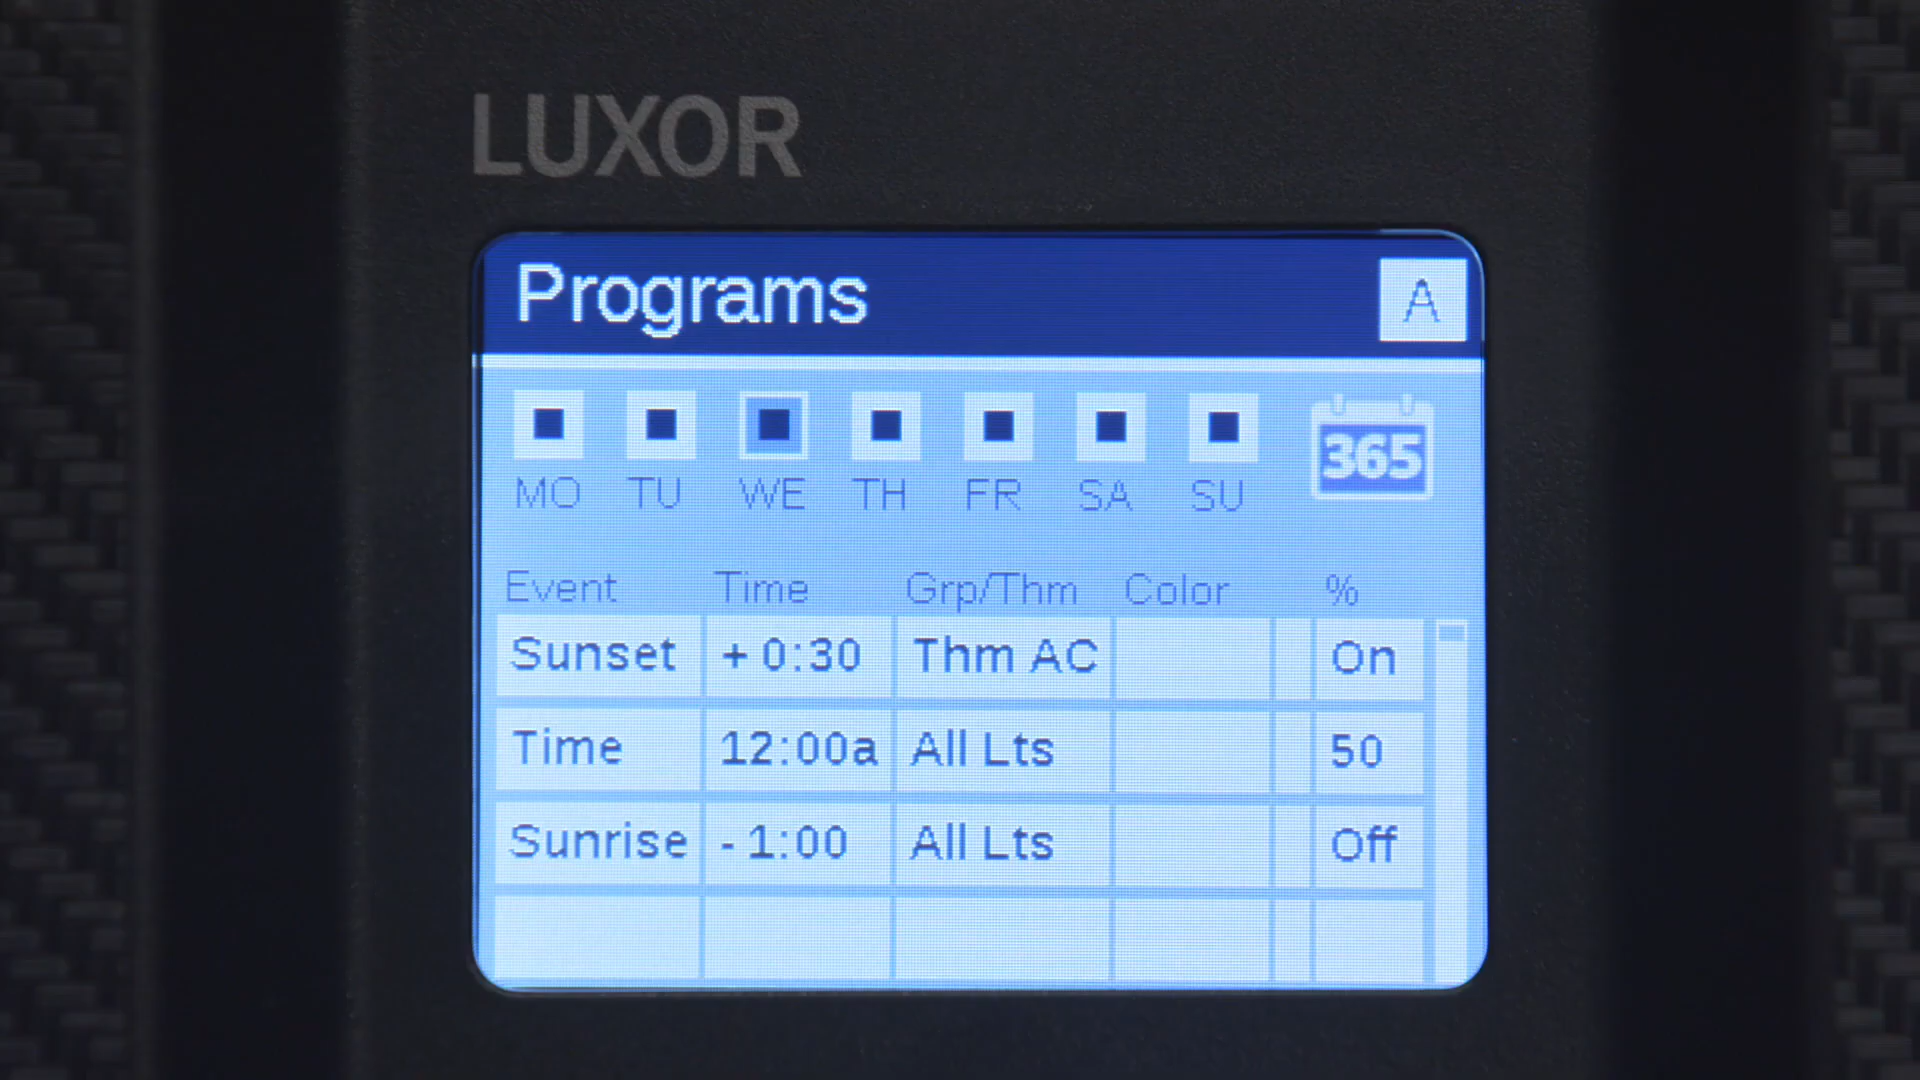 LUXOR
Programs A
MO TU WE TH FR SA SU 365
Event Time Grp/Thm Color %
Sunset + 0:30 Thm AC On
Time 12:00a All Lts 50
Sunrise - 1:00 All Lts Off